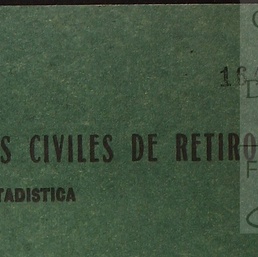 16
S CIVILES DE RETIRO
TADISTICA